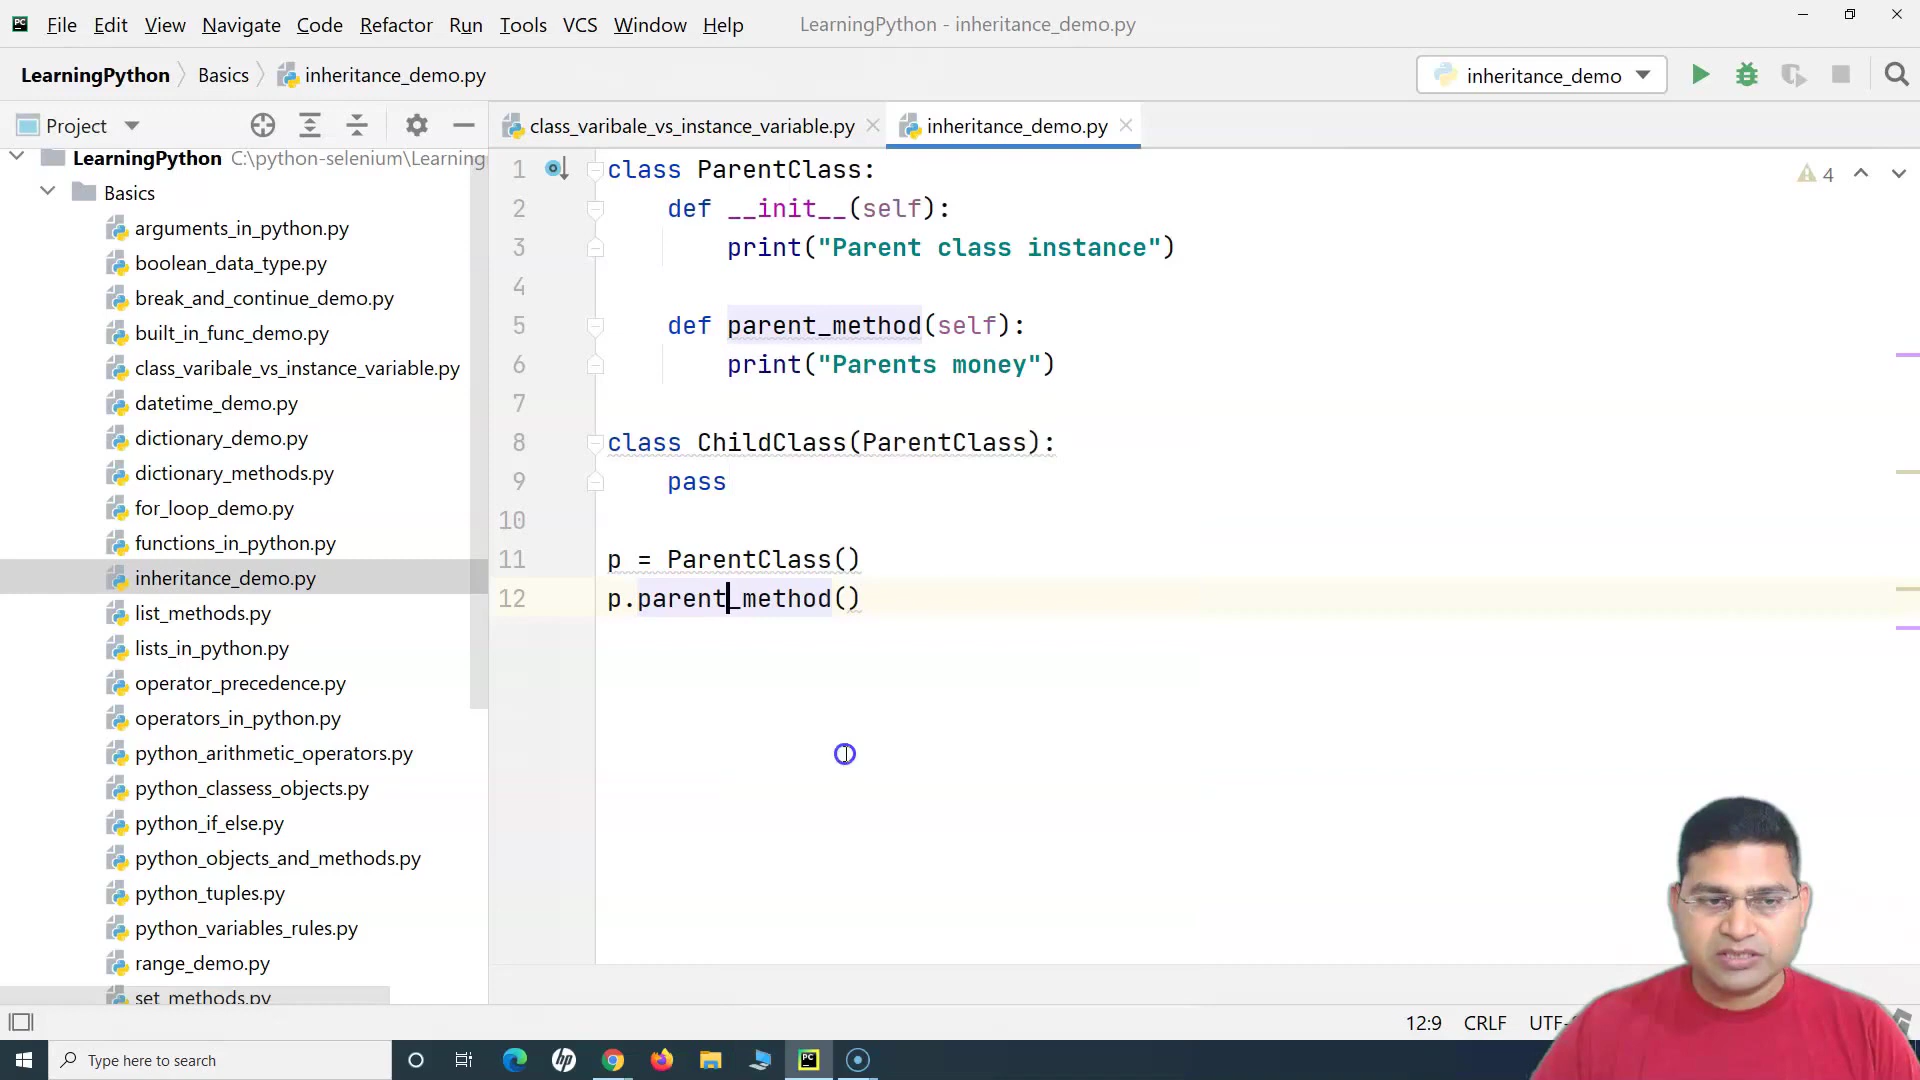 File Edit View Navigate Code Refactor Run Tools VCS Window Help LearningPython - inheritance_demo.py
LearningPython Basics inheritance_demo.py inheritance_demo
Project
class_varibale_vs_instance_variable.py inheritance_demo.py
LearningPython C:\python-selenium\Learning
Basics
arguments_in_python.py
boolean_data_type.py
break_and_continue_demo.py
built_in_func_demo.py
class_varibale_vs_instance_variable.py
datetime_demo.py
dictionary_demo.py
dictionary_methods.py
for_loop_demo.py
functions_in_python.py
inheritance_demo.py
list_methods.py
lists_in_python.py
operator_precedence.py
operators_in_python.py
python_arithmetic_operators.py
python_classess_objects.py
python_if_else.py
python_objects_and_methods.py
python_tuples.py
python_variables_rules.py
range_demo.py
set_methods.py
1 class ParentClass:
2 def __init__(self):
3 print("Parent class instance")
4
5 def parent_method(self):
6 print("Parents money")
7
8 class ChildClass(ParentClass):
9 pass
10
11 p = ParentClass()
12 p.parent_method()
4
12:9 CRLF UTF-
Type here to search